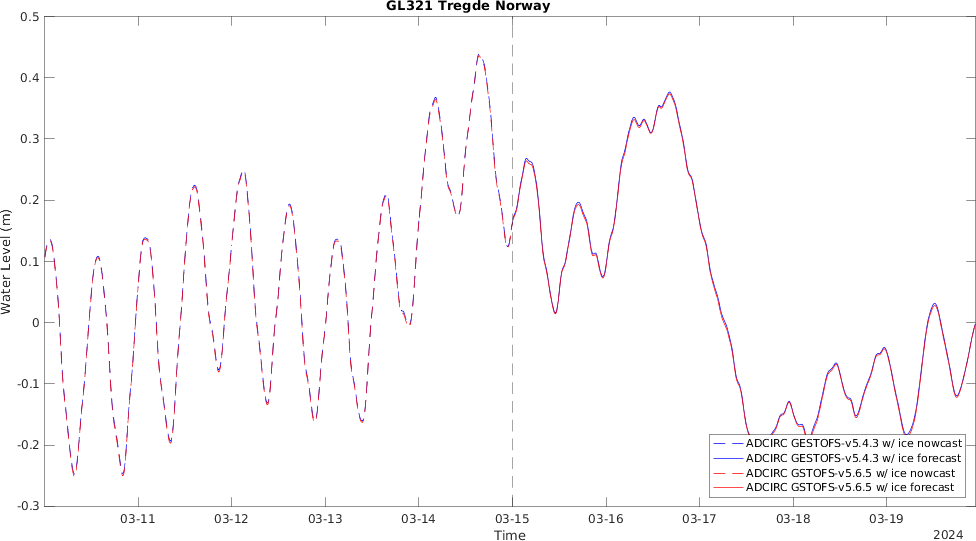 GL321 Tregde Norway
0.5
0.4
0.3
0.2
0.1
0
-0.1
-0.2
-0.3
Water Level (m)
ADCIRC GESTOFS-v5.4.3 w/ ice nowcast
ADCIRC GESTOFS-v5.4.3 w/ ice forecast
ADCIRC GSTOFS-v5.6.5 w/ ice nowcast
ADCIRC GSTOFS-v5.6.5 w/ ice forecast
03-11 03-12 03-13 03-14 03-15 03-16 03-17 03-18 03-19
Time
2024